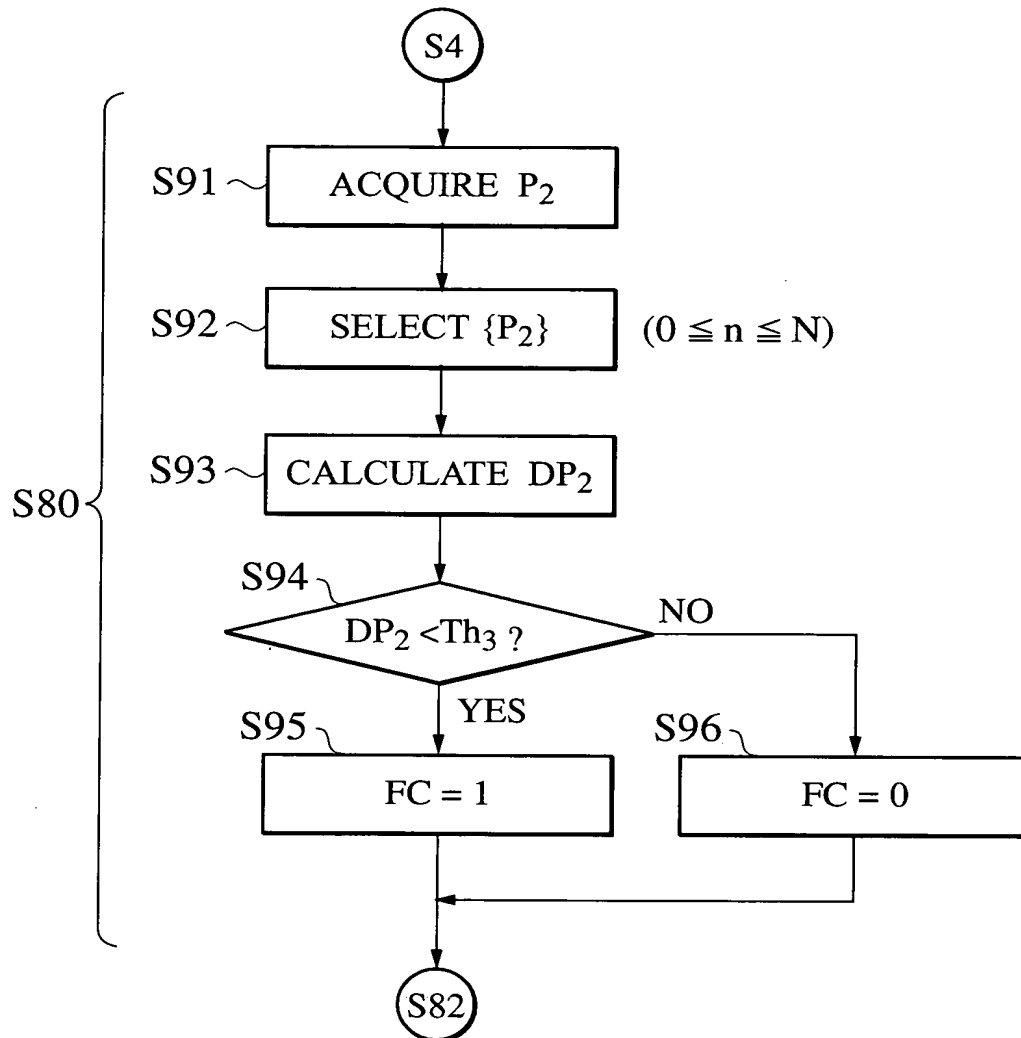 S4
S91 ACQUIRE P2
S92 SELECT {P2} (0 ≦ n ≦ N)
S93 CALCULATE DP2
S80
S94
DP2 <Th3 ?
NO
YES
S95
S96
FC = 1
FC = 0
S82